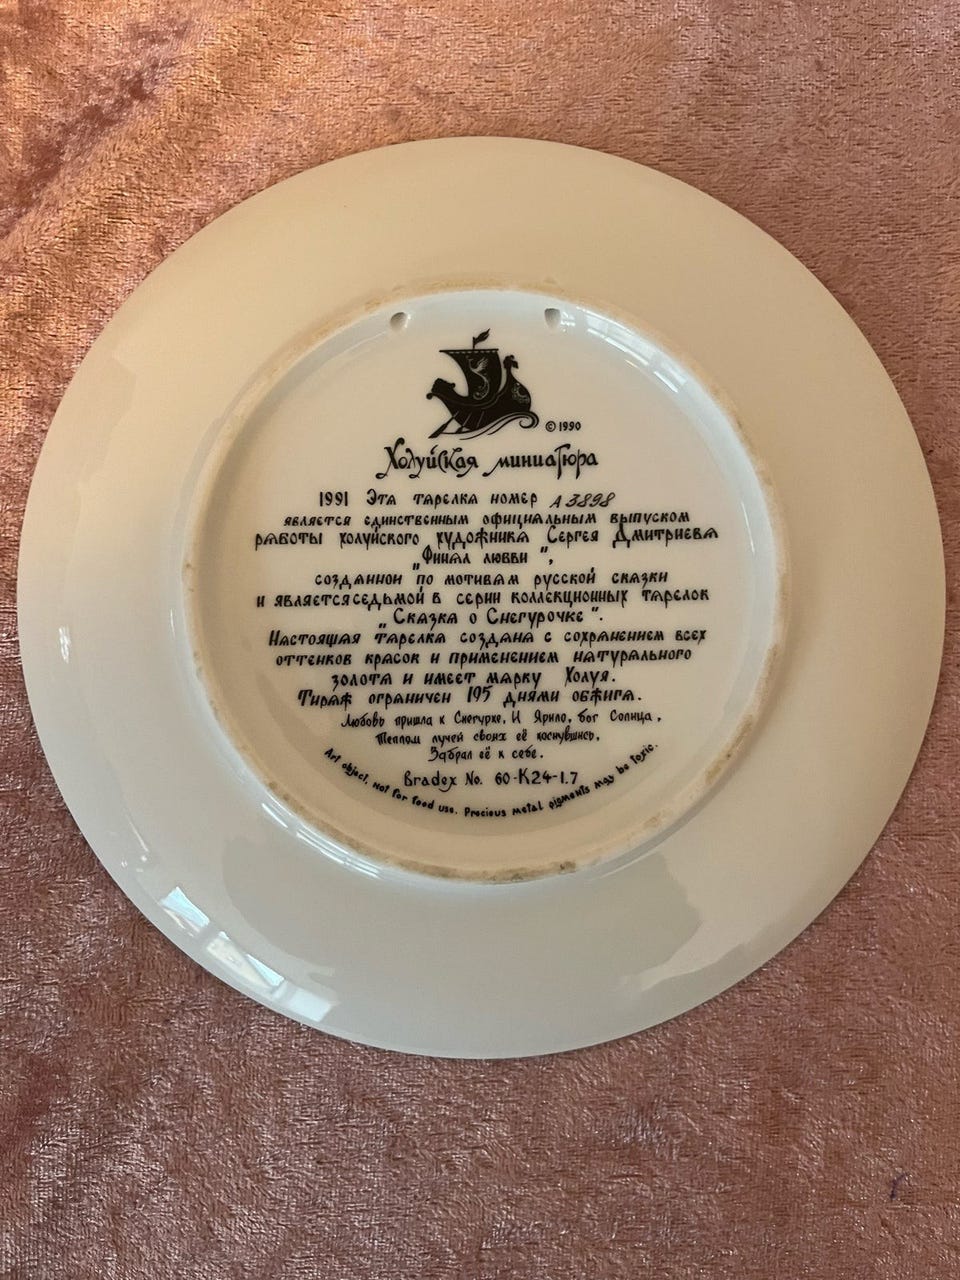 © 1990
Холуйская миниатюра
1991 Эта тарелка номер А 3898
является единственным официальным выпуском
работы холуйского художника Сергея Дмитриева
„Финал любви",
созданной по мотивам русской сказки
и является седьмой в серии коллекционных тарелок
„Сказка о Снегурочке".
Настоящая тарелка создана с сохранением всех
оттенков красок и применением натурального
золота и имеет марку Холуя.
Тираж ограничен 195 днями обжига.
Любовь пришла к Снегурке, И Ярило, бог Солнца,
Теплом лучей своих её коснувшись,
Забрал её к себе.
Bradex No. 60-K24-1.7
Art object, not for food use. Precious metal pigments may be toxic.